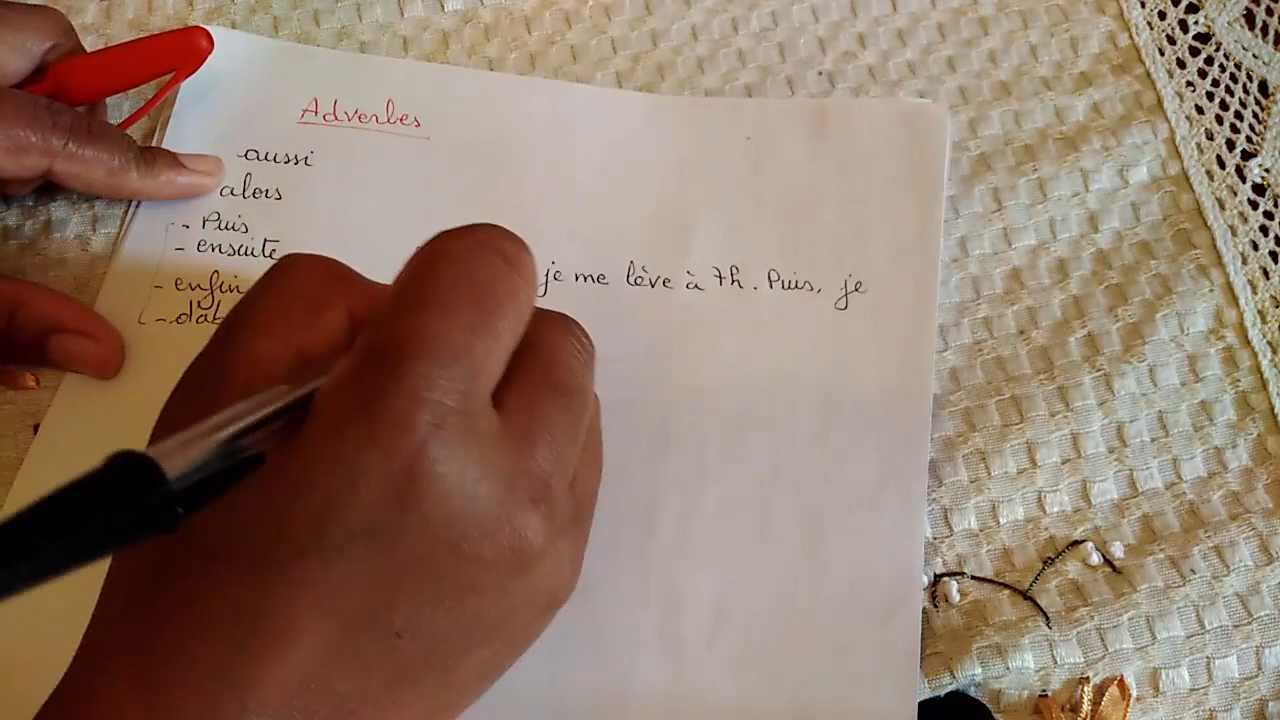 Adverbes
aussi
alors
- Puis
- ensuite
- enfin je me lève à 7h. Puis, je